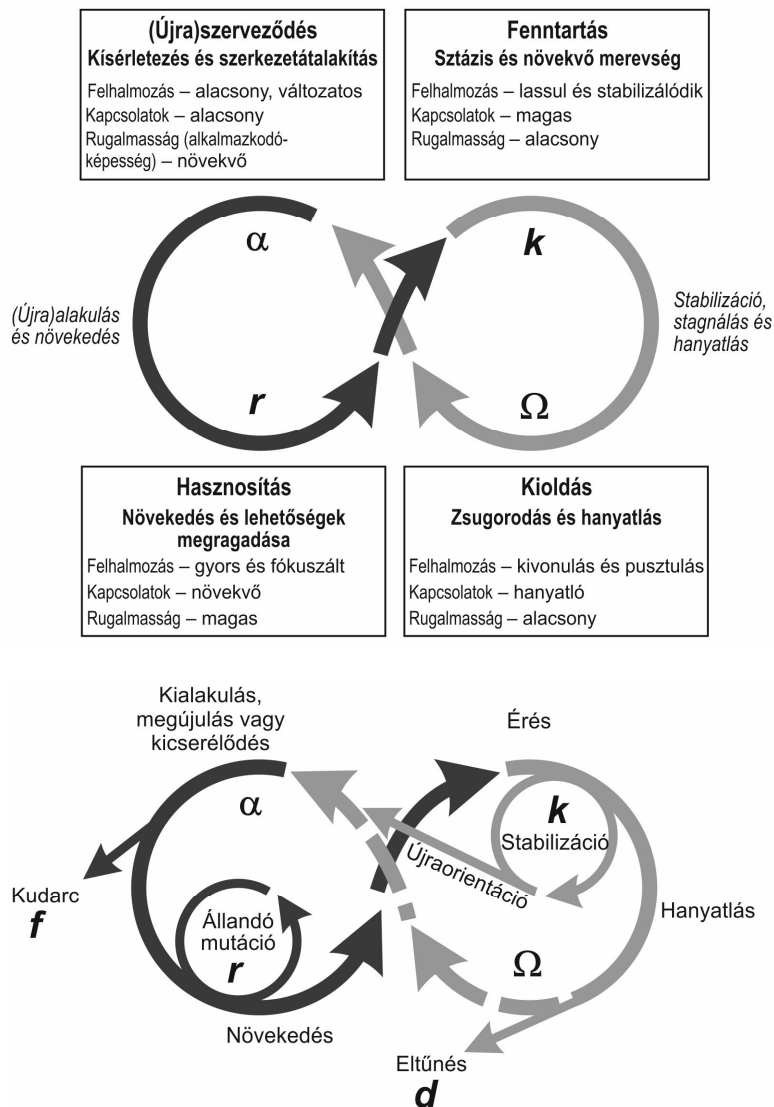 (Újra)szerveződés
Kísérletezés és szerkezetátalakítás
Felhalmozás – alacsony, változatos
Kapcsolatok – alacsony
Rugalmasság (alkalmazkodó-
képesség) – növekvő
Fenntartás
Sztázis és növekvő merevség
Felhalmozás – lassul és stabilizálódik
Kapcsolatok – magas
Rugalmasság – alacsony
α
k
(Újra)alakulás
és növekedés
Stabilizáció,
stagnálás és
hanyatlás
r
Ω
Hasznosítás
Növekedés és lehetőségek
megragadása
Felhalmozás – gyors és fókuszált
Kapcsolatok – növekvő
Rugalmasság – magas
Kioldás
Zsugorodás és hanyatlás
Felhalmozás – kivonulás és pusztulás
Kapcsolatok – hanyatló
Rugalmasság – alacsony
Kialakulás,
megújulás vagy
kicserélődés
Érés
α
k
Stabilizáció
Újraorientáció
Kudarc
f
Állandó
mutáció
r
Hanyatlás
Ω
Növekedés
Eltűnés
d